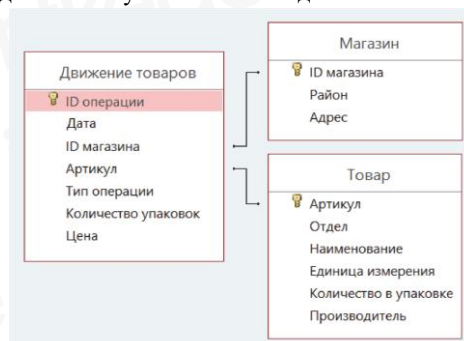 Движение товаров
ID операции
Дата
ID магазина
Артикул
Тип операции
Количество упаковок
Цена
Магазин
ID магазина
Район
Адрес
Товар
Артикул
Отдел
Наименование
Единица измерения
Количество в упаковке
Производитель